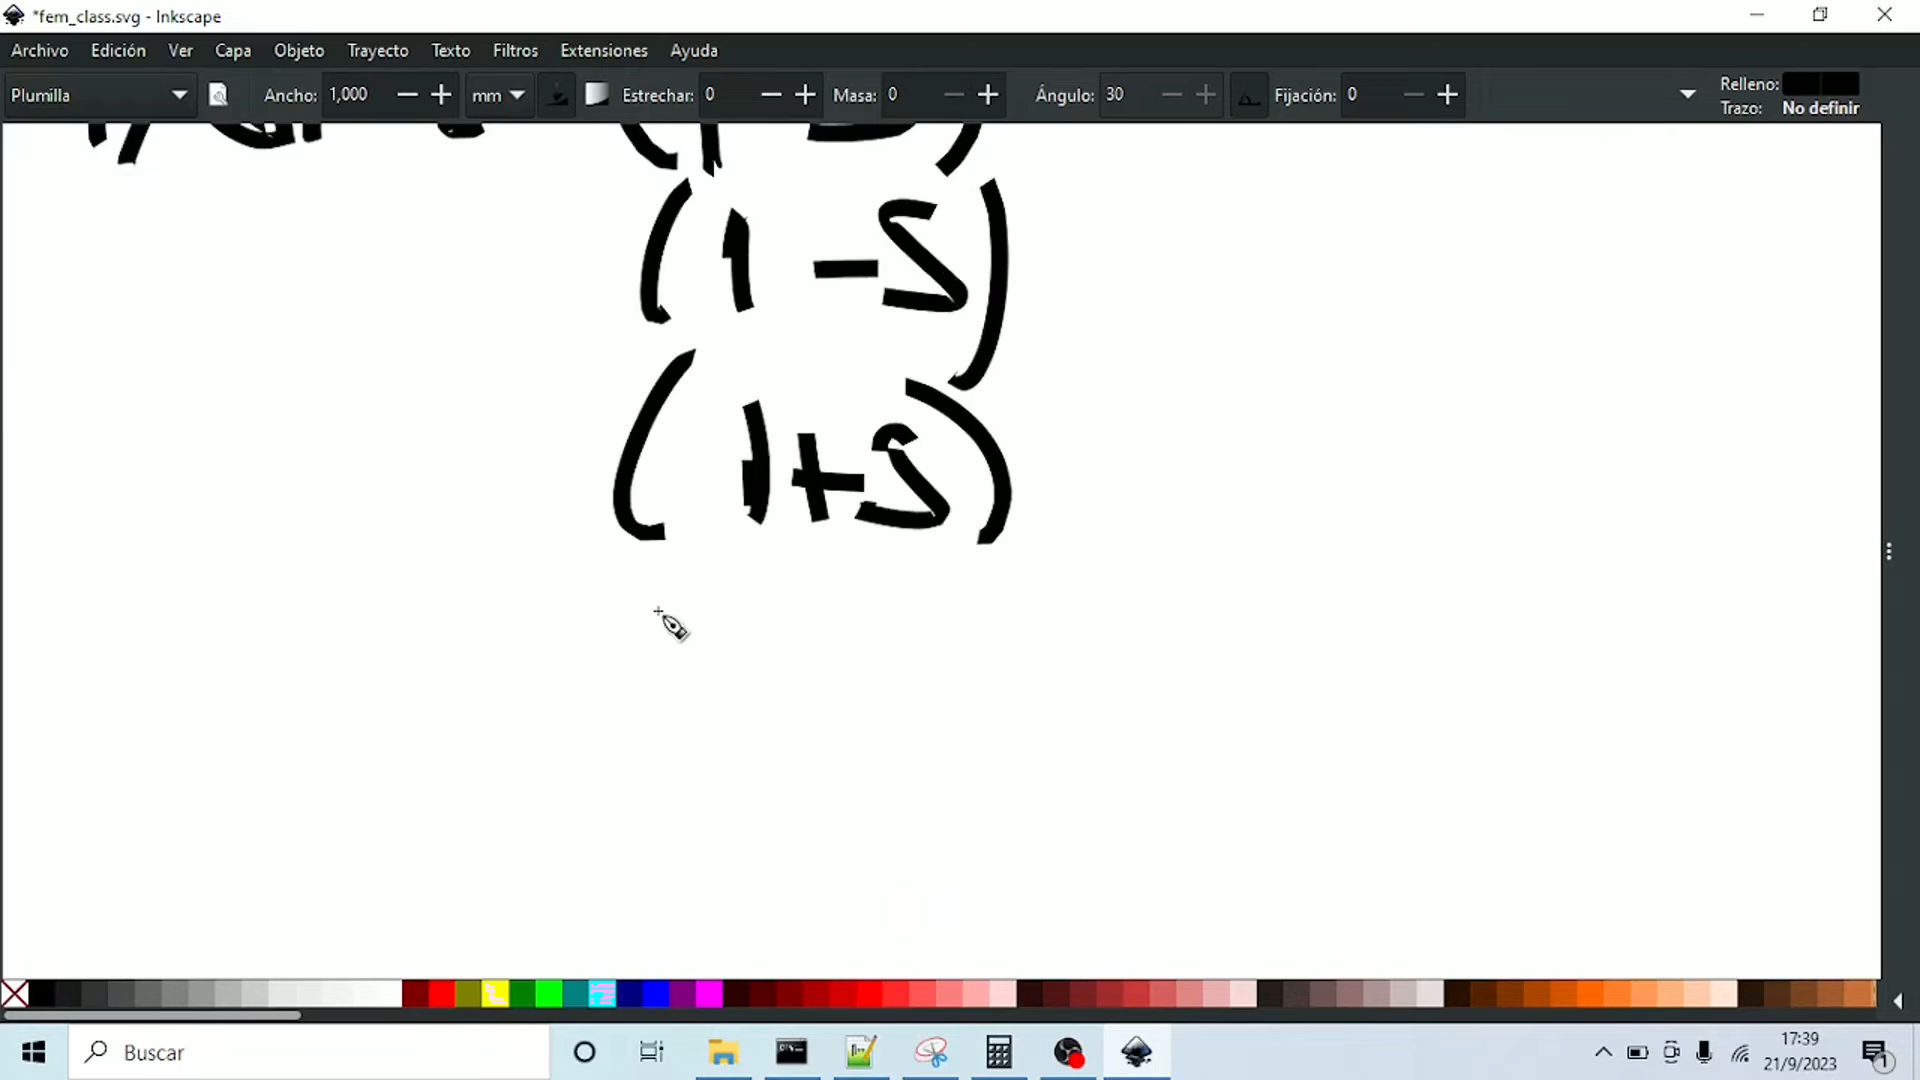 *fem_class.svg - Inkscape
Archivo Edición Ver Capa Objeto Trayecto Texto Filtros Extensiones Ayuda
Plumilla Ancho: 1,000 mm Estrechar: 0 Masa: 0 Ángulo: 30 Fijación: 0 Relleno:
Trazo: No definir
(1 -S)
(1+S)
Buscar
17:39
21/9/2023
1